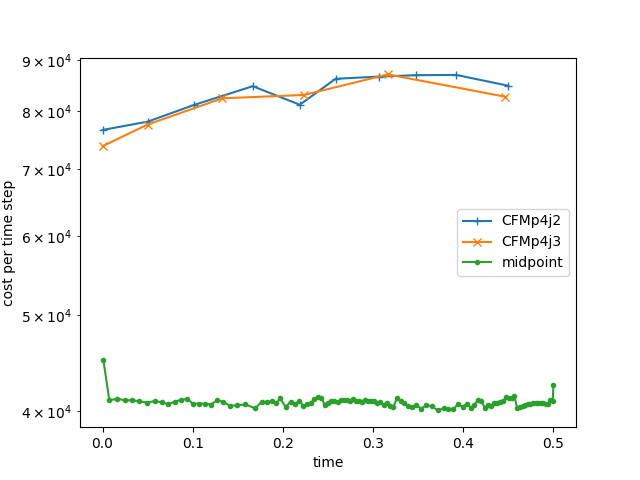 9 × 10⁴
8 × 10⁴
7 × 10⁴
6 × 10⁴
5 × 10⁴
4 × 10⁴
cost per time step
CFMp4j2
CFMp4j3
midpoint
0.0 0.1 0.2 0.3 0.4 0.5
time